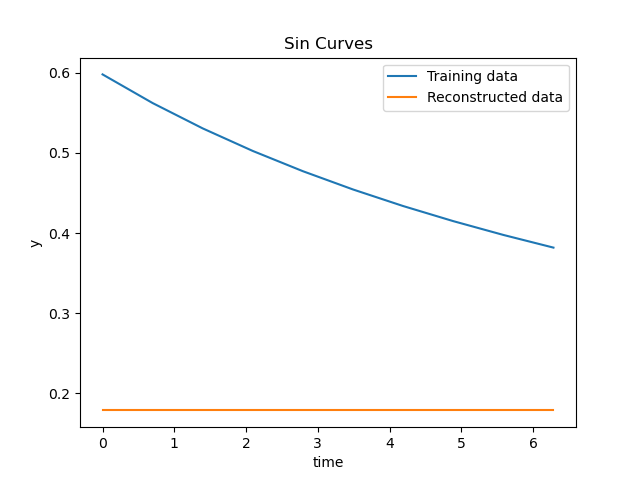 Sin Curves
Training data
Reconstructed data
0.6
0.5
0.4
0.3
0.2
y
0 1 2 3 4 5 6
time